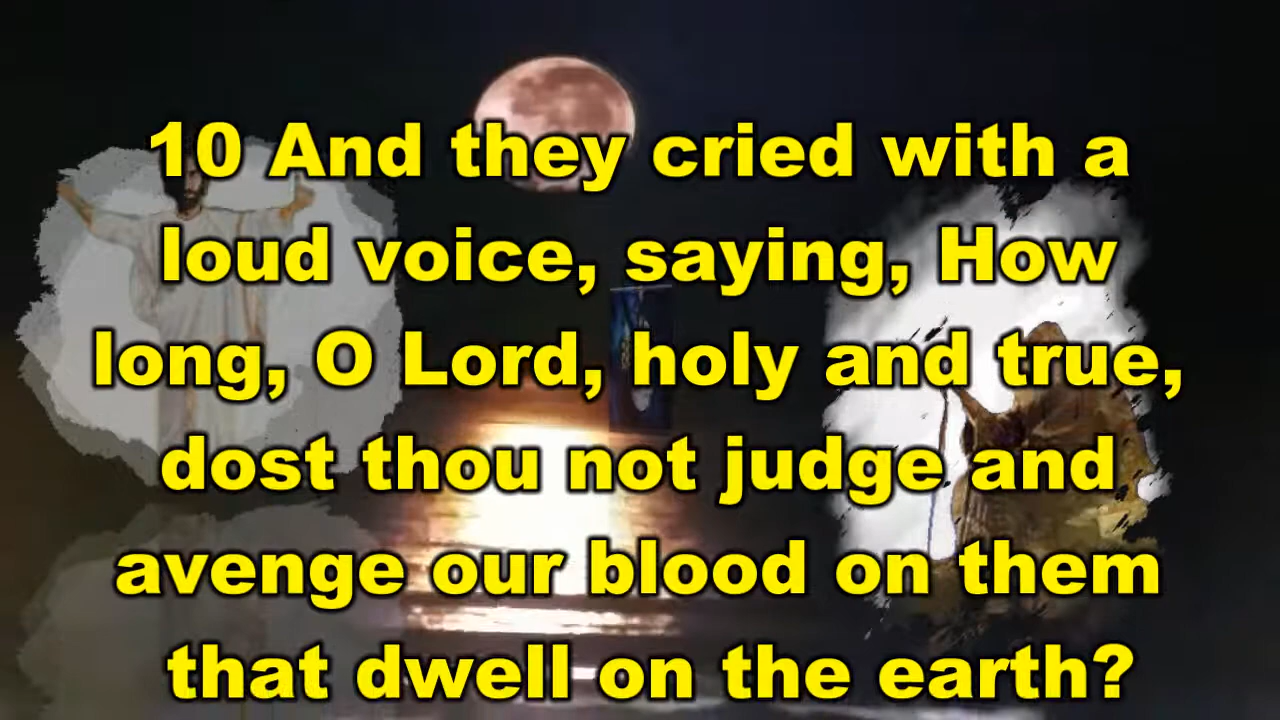 10 And they cried with a
loud voice, saying, How
long, O Lord, holy and true,
dost thou not judge and
avenge our blood on them
that dwell on the earth?